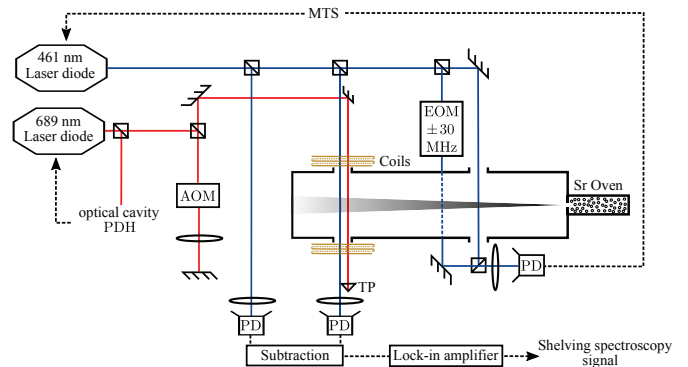 MTS
461 nm
Laser diode
689 nm
Laser diode
EOM
±30
MHz
Coils
Sr Oven
AOM
optical cavity
PDH
TP
PD
PD
PD
Subtraction
Lock-in amplifier
Shelving spectroscopy
signal